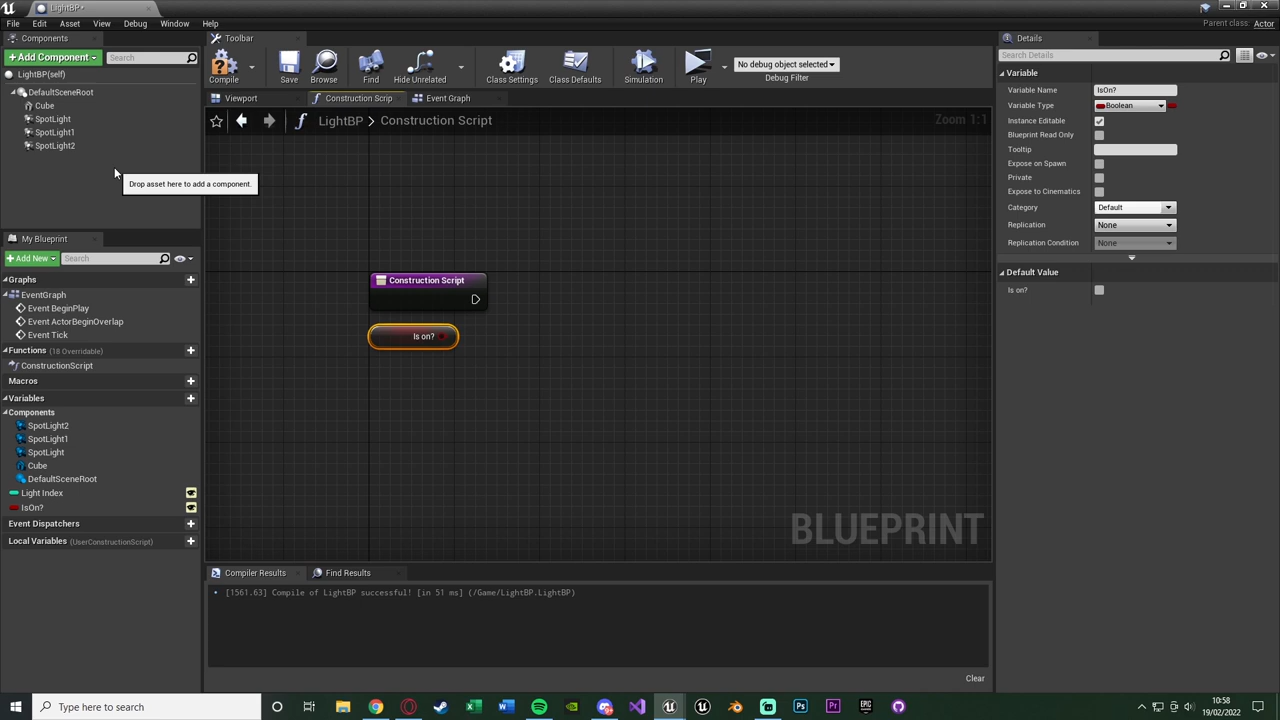 LightBP*
File Edit Asset View Debug Window Help
Parent class: Actor
Components
Toolbar
Details
+Add Component
Search
Compile
Save
Browse
Find
Hide Unrelated
Class Settings
Class Defaults
Simulation
Play
No debug object selected
Debug Filter
Search Details
LightBP(self)
DefaultSceneRoot
Cube
SpotLight
SpotLight1
SpotLight2
Drop asset here to add a component.
Viewport
Construction Scrip
Event Graph
LightBP > Construction Script
Zoom 1:1
Construction Script
Is on?
BLUEPRINT
My Blueprint
+Add New
Search
Graphs
EventGraph
Event BeginPlay
Event ActorBeginOverlap
Event Tick
Functions (18 Overridable)
ConstructionScript
Macros
Variables
Components
SpotLight2
SpotLight1
SpotLight
Cube
DefaultSceneRoot
Light Index
IsOn?
Event Dispatchers
Local Variables (UserConstructionScript)
Compiler Results
Find Results
[1561.63] Compile of LightBP successful! [in 51 ms] (/Game/LightBP.LightBP)
Clear
Variable
Variable Name IsOn?
Variable Type Boolean
Instance Editable
Blueprint Read Only
Tooltip
Expose on Spawn
Private
Expose to Cinematics
Category Default
Replication None
Replication Condition None
Default Value
Is on?
Type here to search
10:58
19/02/2022